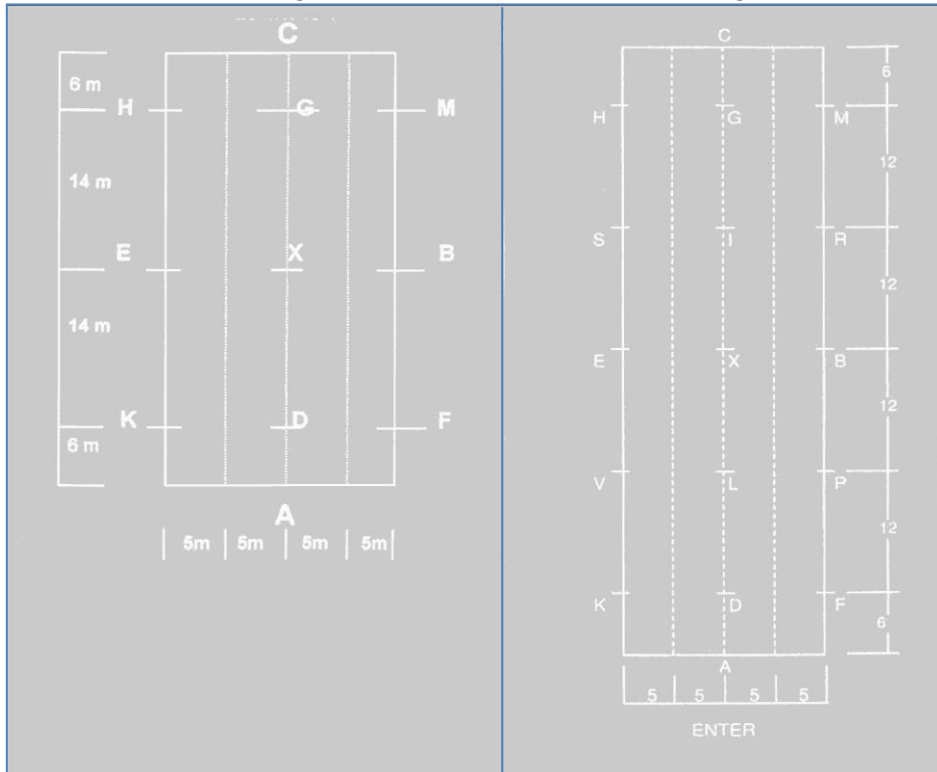 C
6 m
H G M
14 m
E X B
14 m
K D F
6 m
A
5m 5m 5m 5m
C
6
H G M
12
S I R
12
E X B
12
V L P
12
K D F
6
A
5 5 5 5
ENTER